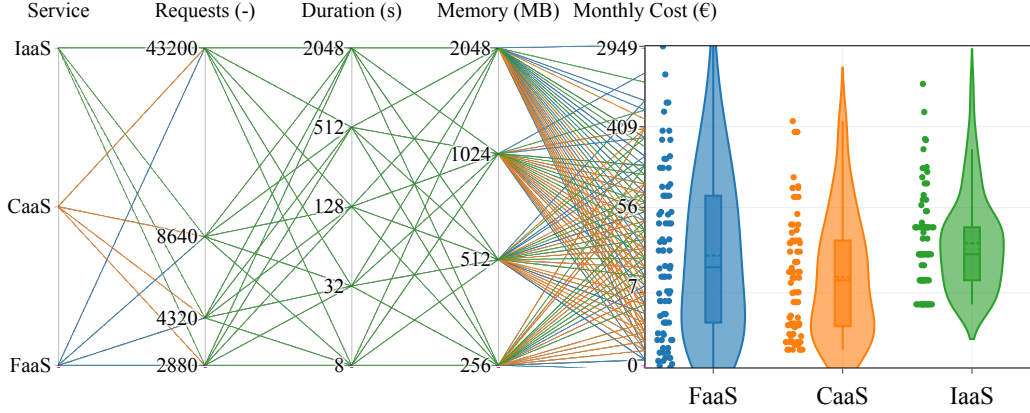 Service Requests (-) Duration (s) Memory (MB) Monthly Cost (€)
IaaS 43200 2048 2048 2949
512 409
1024
CaaS 128 56
8640
512
32 7
4320
FaaS 2880 8 256 0
FaaS CaaS IaaS